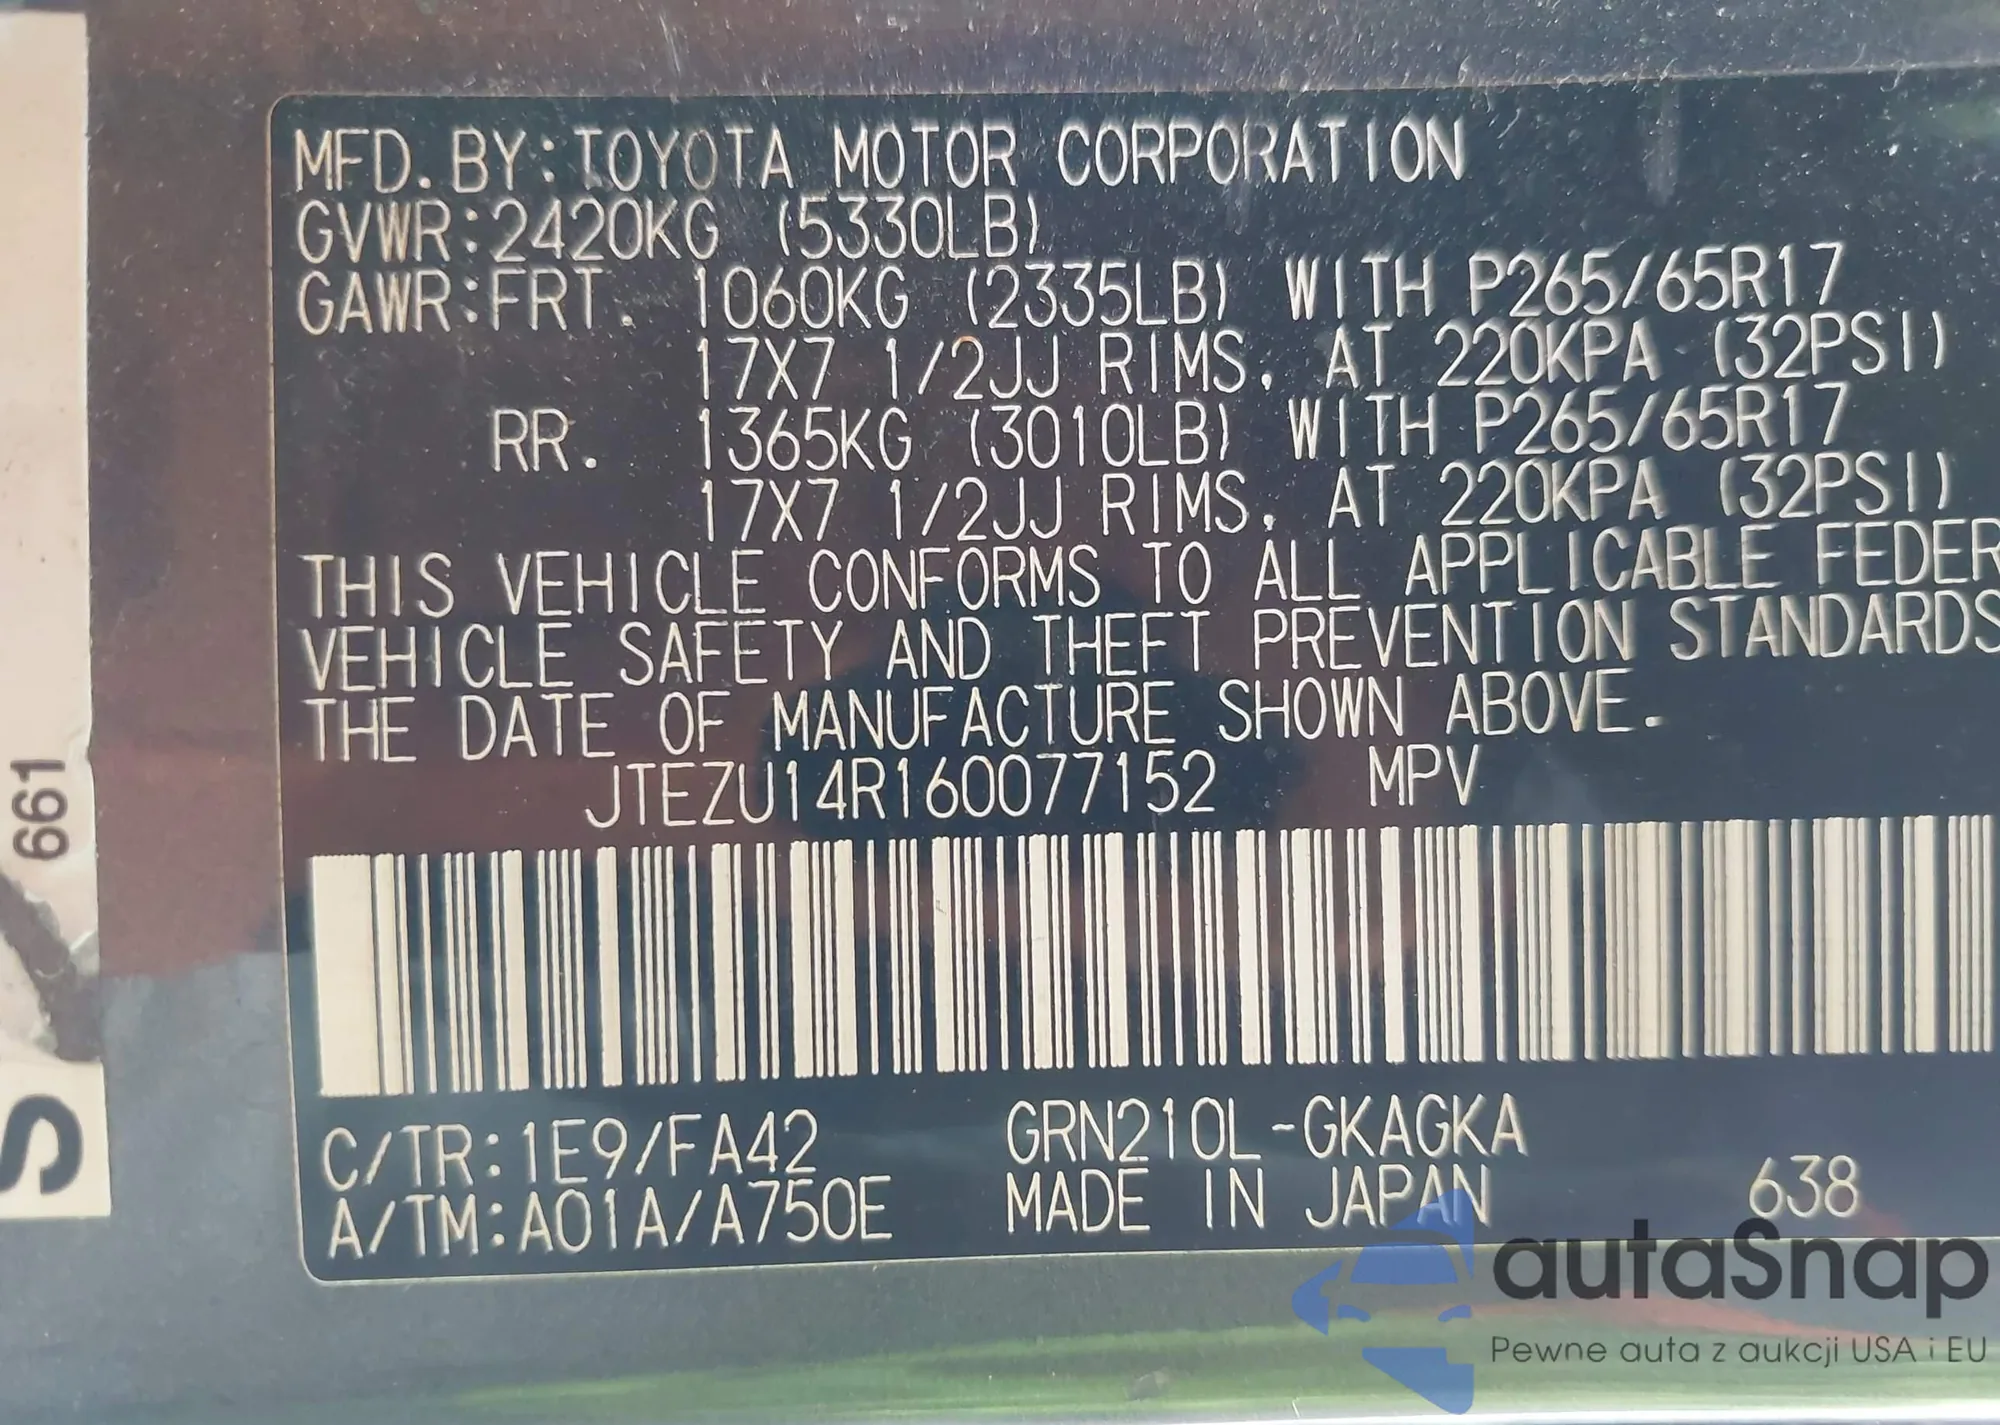 MFD. BY:TOYOTA MOTOR CORPORATION
GVWR:2420KG (5330LB)
GAWR:FRT. 1060KG (2335LB) WITH P265/65R17
17X7 1/2JJ RIMS, AT 220KPA (32PSI)
RR. 1365KG (3010LB) WITH P265/65R17
17X7 1/2JJ RIMS, AT 220KPA (32PSI)
THIS VEHICLE CONFORMS TO ALL APPLICABLE FEDER
VEHICLE SAFETY AND THEFT PREVENTION STANDARDS
THE DATE OF MANUFACTURE SHOWN ABOVE.
JTEZU14R160077152 MPV
C/TR:1E9/FA42 GRN210L-GKAGKA
A/TM:A01A/A750E MADE IN JAPAN 638
661
S
autaSnap
Pewne auta z aukcji USA i EU